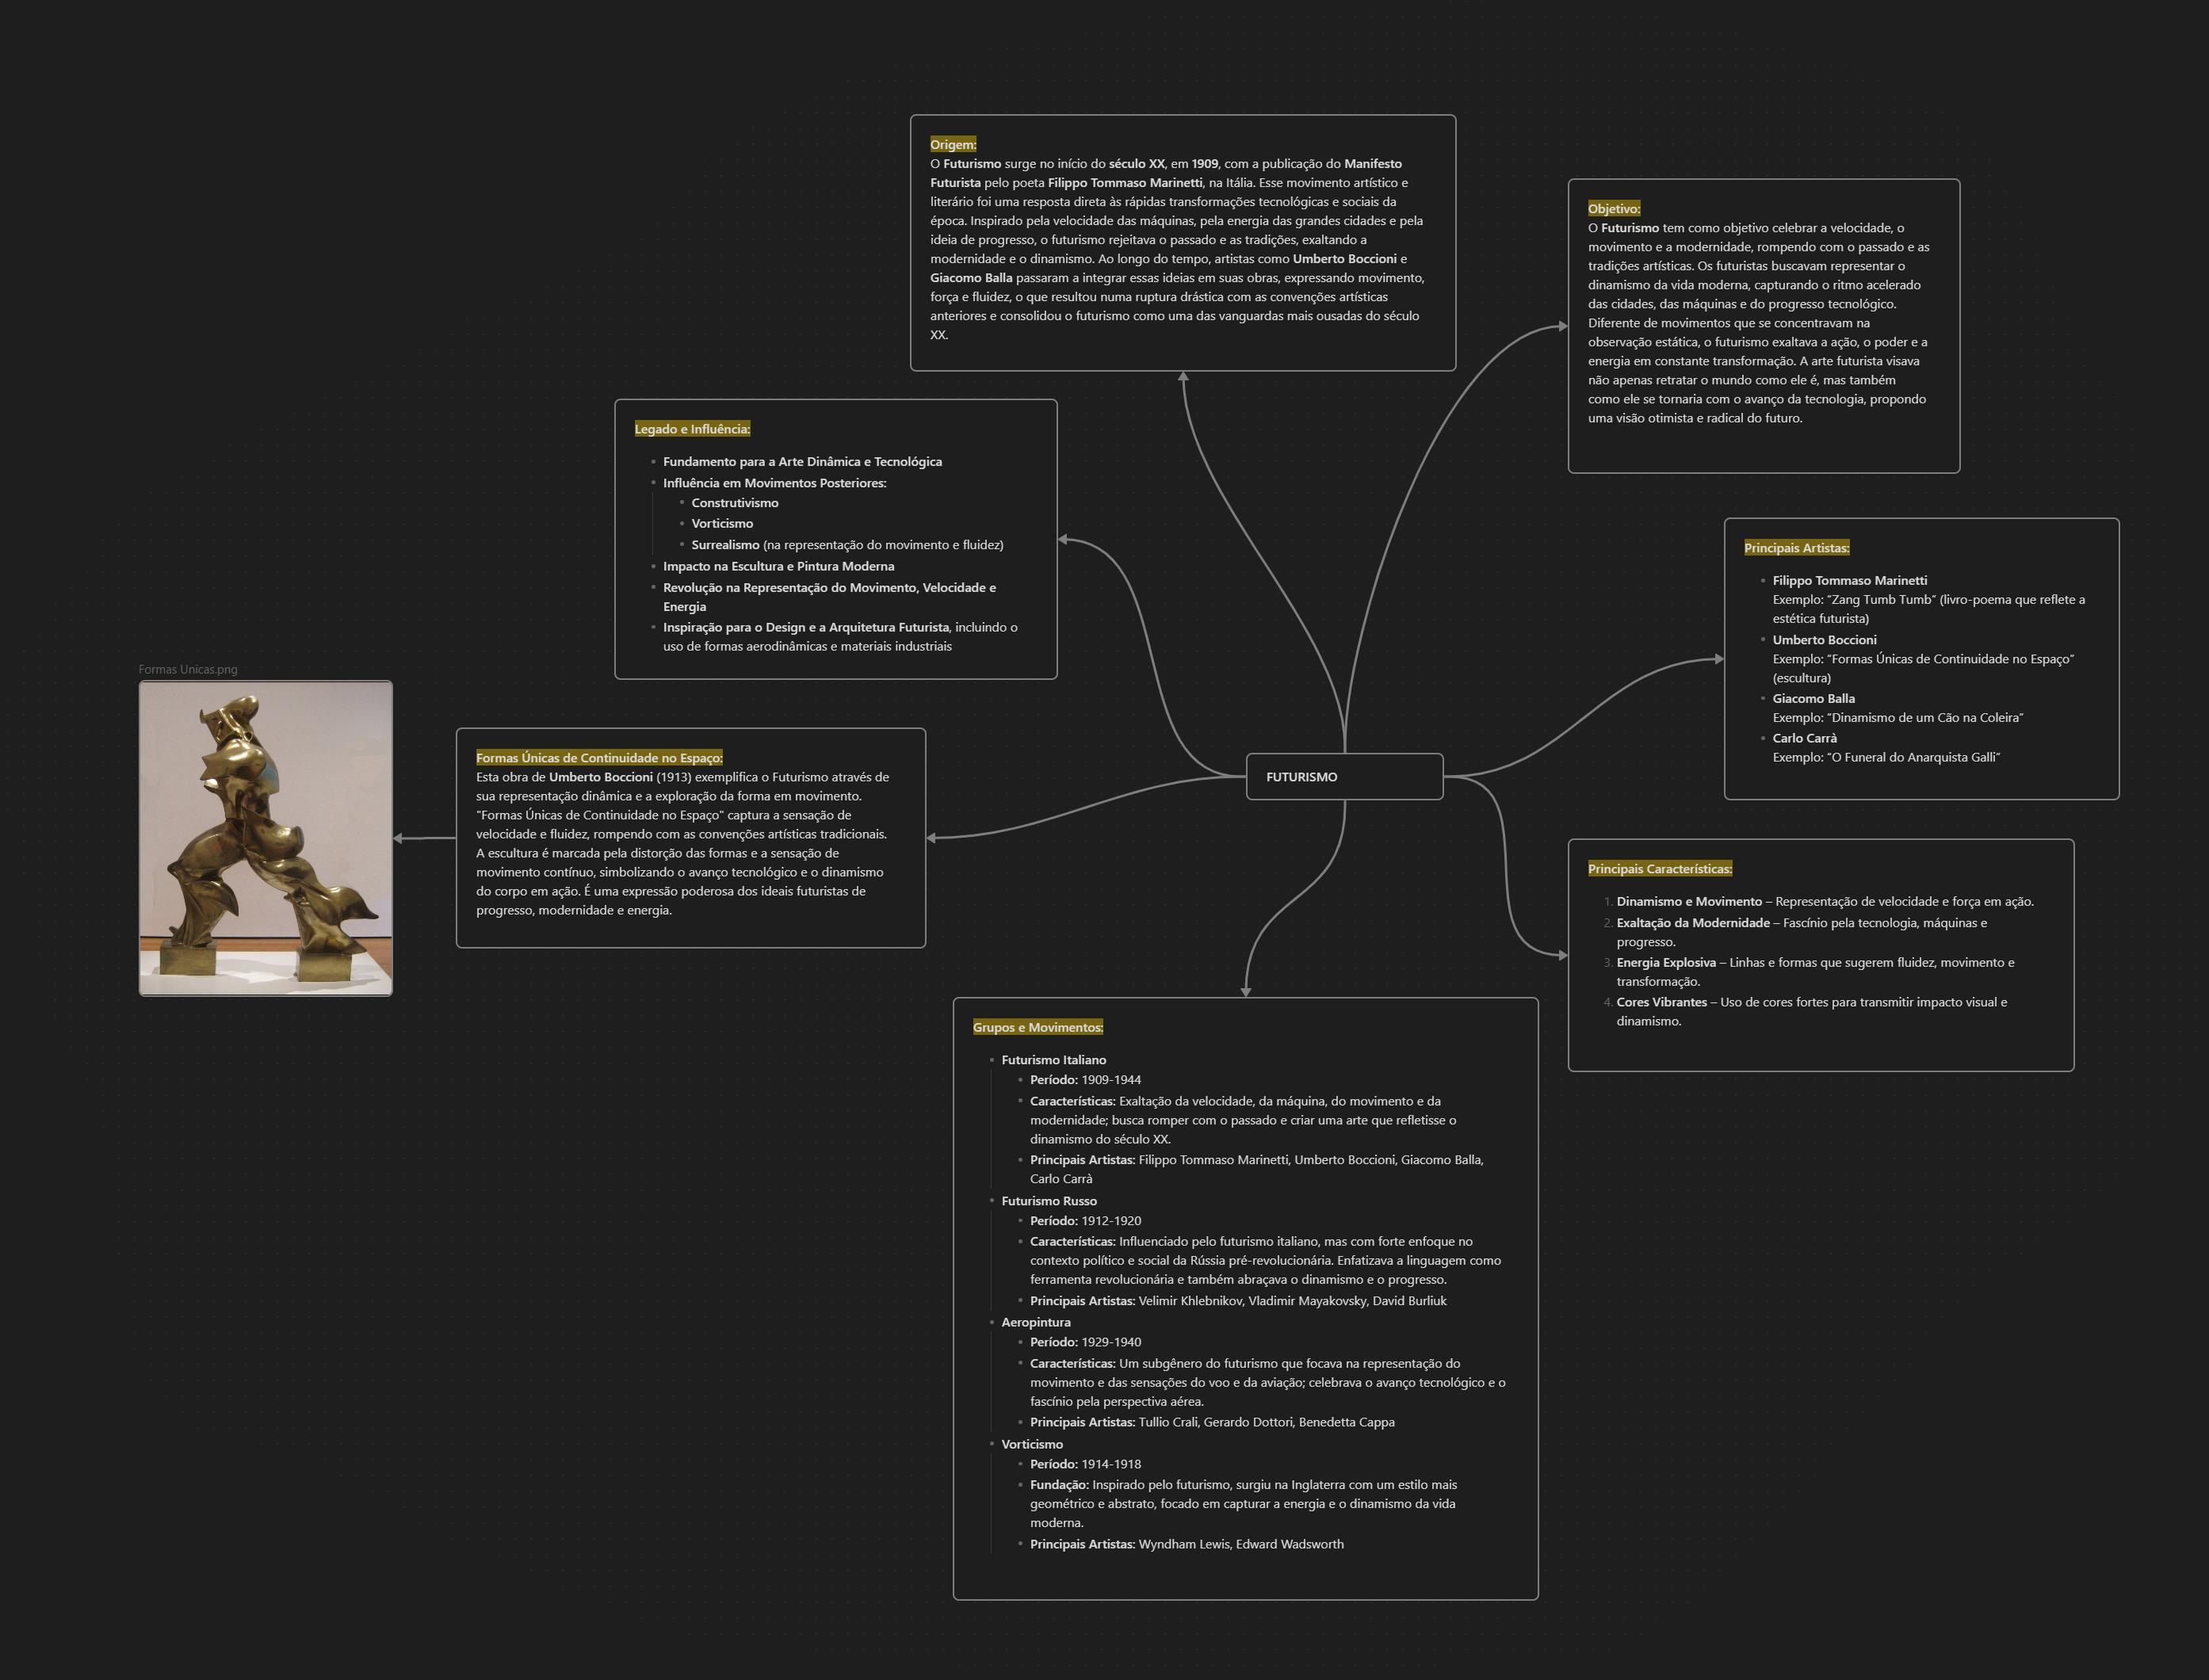 Origem:
O Futurismo surge no início do século XX, em 1909, com a publicação do Manifesto
Futurista pelo poeta Filippo Tommaso Marinetti, na Itália. Esse movimento artístico e
literário foi uma resposta direta às rápidas transformações tecnológicas e sociais da
época. Inspirado pela velocidade das máquinas, pela energia das grandes cidades e pela
ideia de progresso, o futurismo rejeitava o passado e as tradições, exaltando a
modernidade e o dinamismo. Ao longo do tempo, artistas como Umberto Boccioni e
Giacomo Balla passaram a integrar essas ideias em suas obras, expressando movimento,
força e fluidez, o que resultou numa ruptura drástica com as convenções artísticas
anteriores e consolidou o futurismo como uma das vanguardas mais ousadas do século
XX.
Objetivo:
O Futurismo tem como objetivo celebrar a velocidade, o
movimento e a modernidade, rompendo com o passado e as
tradições artísticas. Os futuristas buscavam representar o
dinamismo da vida moderna, capturando o ritmo acelerado
das cidades, das máquinas e do progresso tecnológico.
Diferente de movimentos que se concentravam na
observação estática, o futurismo exaltava a ação, o poder e a
energia em constante transformação. A arte futurista visava
não apenas retratar o mundo como ele é, mas também
como ele se tornaria com o avanço da tecnologia, propondo
uma visão otimista e radical do futuro.
Legado e Influência:
• Fundamento para a Arte Dinâmica e Tecnológica
• Influência em Movimentos Posteriores:
• Construtivismo
• Vorticismo
• Surrealismo (na representação do movimento e fluidez)
• Impacto na Escultura e Pintura Moderna
• Revolução na Representação do Movimento, Velocidade e
Energia
• Inspiração para o Design e a Arquitetura Futurista, incluindo o
uso de formas aerodinâmicas e materiais industriais
Principais Artistas:
• Filippo Tommaso Marinetti
Exemplo: "Zang Tumb Tumb" (livro-poema que reflete a
estética futurista)
• Umberto Boccioni
Exemplo: "Formas Únicas de Continuidade no Espaço"
(escultura)
• Giacomo Balla
Exemplo: "Dinamismo de um Cão na Coleira"
• Carlo Carrà
Exemplo: "O Funeral do Anarquista Galli"
Formas Unicas.png
Formas Únicas de Continuidade no Espaço:
Esta obra de Umberto Boccioni (1913) exemplifica o Futurismo através de
sua representação dinâmica e a exploração da forma em movimento.
"Formas Únicas de Continuidade no Espaço" captura a sensação de
velocidade e fluidez, rompendo com as convenções artísticas tradicionais.
A escultura é marcada pela distorção das formas e a sensação de
movimento contínuo, simbolizando o avanço tecnológico e o dinamismo
do corpo em ação. É uma expressão poderosa dos ideais futuristas de
progresso, modernidade e energia.
FUTURISMO
Principais Características:
1. Dinamismo e Movimento – Representação de velocidade e força em ação.
2. Exaltação da Modernidade – Fascínio pela tecnologia, máquinas e
progresso.
3. Energia Explosiva – Linhas e formas que sugerem fluidez, movimento e
transformação.
4. Cores Vibrantes – Uso de cores fortes para transmitir impacto visual e
dinamismo.
Grupos e Movimentos:
• Futurismo Italiano
• Período: 1909-1944
• Características: Exaltação da velocidade, da máquina, do movimento e da
modernidade; busca romper com o passado e criar uma arte que refletisse o
dinamismo do século XX.
• Principais Artistas: Filippo Tommaso Marinetti, Umberto Boccioni, Giacomo Balla,
Carlo Carrà
• Futurismo Russo
• Período: 1912-1920
• Características: Influenciado pelo futurismo italiano, mas com forte enfoque no
contexto político e social da Rússia pré-revolucionária. Enfatizava a linguagem como
ferramenta revolucionária e também abraçava o dinamismo e o progresso.
• Principais Artistas: Velimir Khlebnikov, Vladimir Mayakovsky, David Burliuk
• Aeropintura
• Período: 1929-1940
• Características: Um subgênero do futurismo que focava na representação do
movimento e das sensações do voo e da aviação; celebrava o avanço tecnológico e o
fascínio pela perspectiva aérea.
• Principais Artistas: Tullio Crali, Gerardo Dottori, Benedetta Cappa
• Vorticismo
• Período: 1914-1918
• Fundação: Inspirado pelo futurismo, surgiu na Inglaterra com um estilo mais
geométrico e abstrato, focado em capturar a energia e o dinamismo da vida
moderna.
• Principais Artistas: Wyndham Lewis, Edward Wadsworth